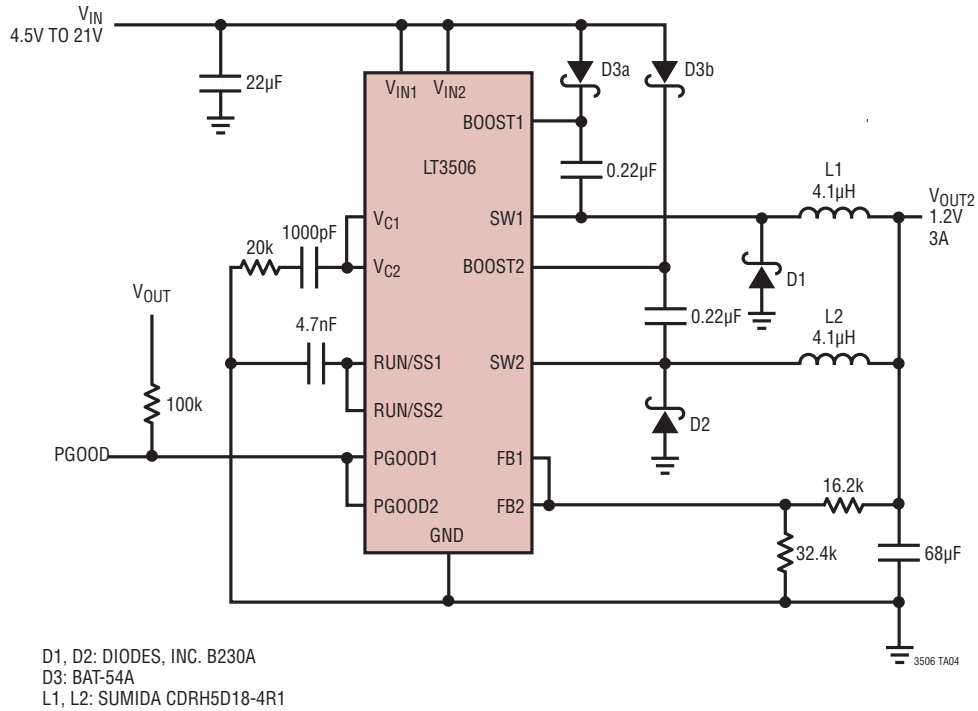 VIN
4.5V TO 21V
22µF
VIN1
VIN2
D3a
D3b
BOOST1
LT3506
0.22µF
L1
4.1µH
VOUT2
1.2V
3A
SW1
VC1
1000pF
20k
VC2
BOOST2
D1
VOUT
0.22µF
L2
4.1µH
4.7nF
RUN/SS1
SW2
100k
RUN/SS2
D2
PGOOD
PGOOD1
FB1
16.2k
PGOOD2
FB2
GND
32.4k
68µF
3506 TA04
D1, D2: DIODES, INC. B230A
D3: BAT-54A
L1, L2: SUMIDA CDRH5D18-4R1